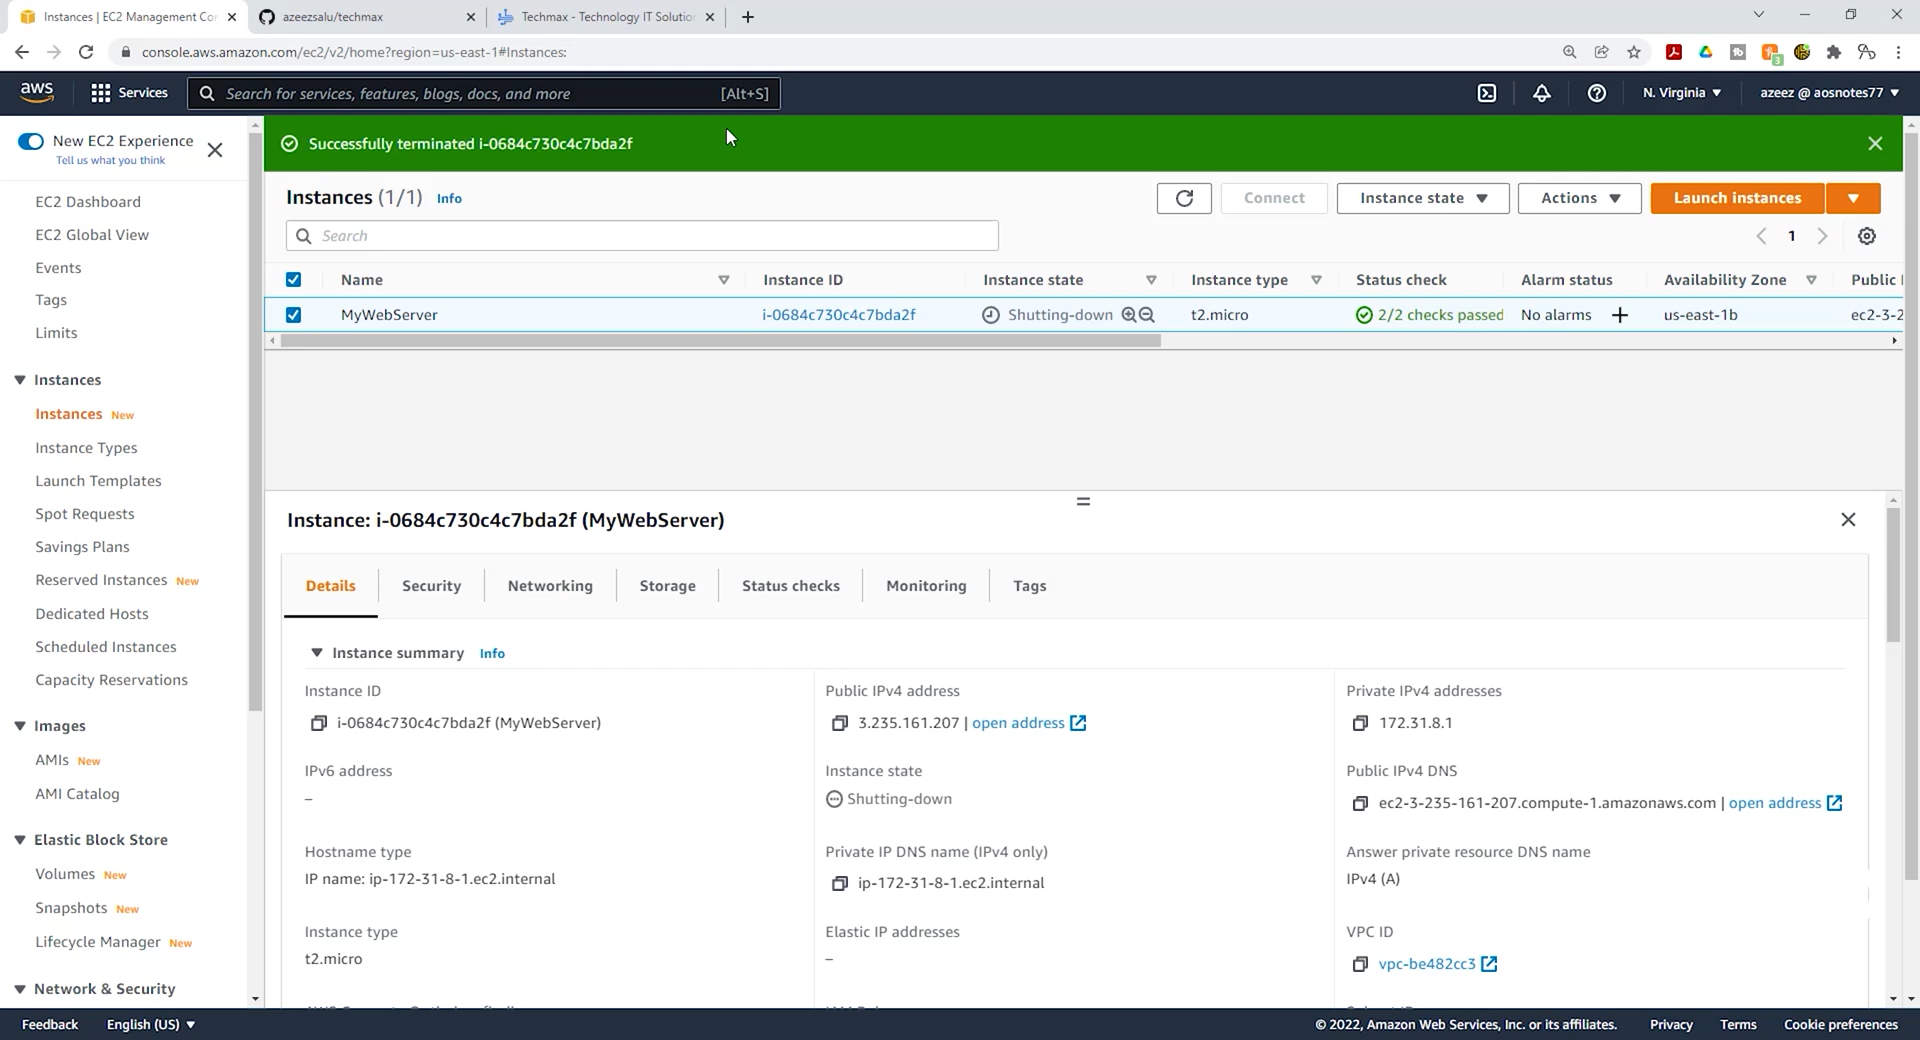 Instances | EC2 Management Con
azeezsalu/techmax
Techmax - Technology IT Solution
console.aws.amazon.com/ec2/v2/home?region=us-east-1#Instances:
3
aws
Services
Search for services, features, blogs, docs, and more
[Alt+S]
N. Virginia
azeez @ aosnotes77
New EC2 Experience
Tell us what you think
EC2 Dashboard
EC2 Global View
Events
Tags
Limits
Instances
Instances New
Instance Types
Launch Templates
Spot Requests
Savings Plans
Reserved Instances New
Dedicated Hosts
Scheduled Instances
Capacity Reservations
Images
AMIs New
AMI Catalog
Elastic Block Store
Volumes New
Snapshots New
Lifecycle Manager New
Network & Security
Successfully terminated i-0684c730c4c7bda2f
Instances (1/1) Info
Connect
Instance state
Actions
Launch instances
Search
1
Name Instance ID Instance state Instance type Status check Alarm status Availability Zone Public I
MyWebServer i-0684c730c4c7bda2f Shutting-down t2.micro 2/2 checks passed No alarms us-east-1b ec2-3-2
Instance: i-0684c730c4c7bda2f (MyWebServer)
Details Security Networking Storage Status checks Monitoring Tags
Instance summary Info
Instance ID
i-0684c730c4c7bda2f (MyWebServer)
Public IPv4 address
3.235.161.207 | open address
Private IPv4 addresses
172.31.8.1
IPv6 address
–
Instance state
Shutting-down
Public IPv4 DNS
ec2-3-235-161-207.compute-1.amazonaws.com | open address
Hostname type
IP name: ip-172-31-8-1.ec2.internal
Private IP DNS name (IPv4 only)
ip-172-31-8-1.ec2.internal
Answer private resource DNS name
IPv4 (A)
Instance type
t2.micro
Elastic IP addresses
–
VPC ID
vpc-be482cc3
Feedback
English (US)
© 2022, Amazon Web Services, Inc. or its affiliates.
Privacy
Terms
Cookie preferences